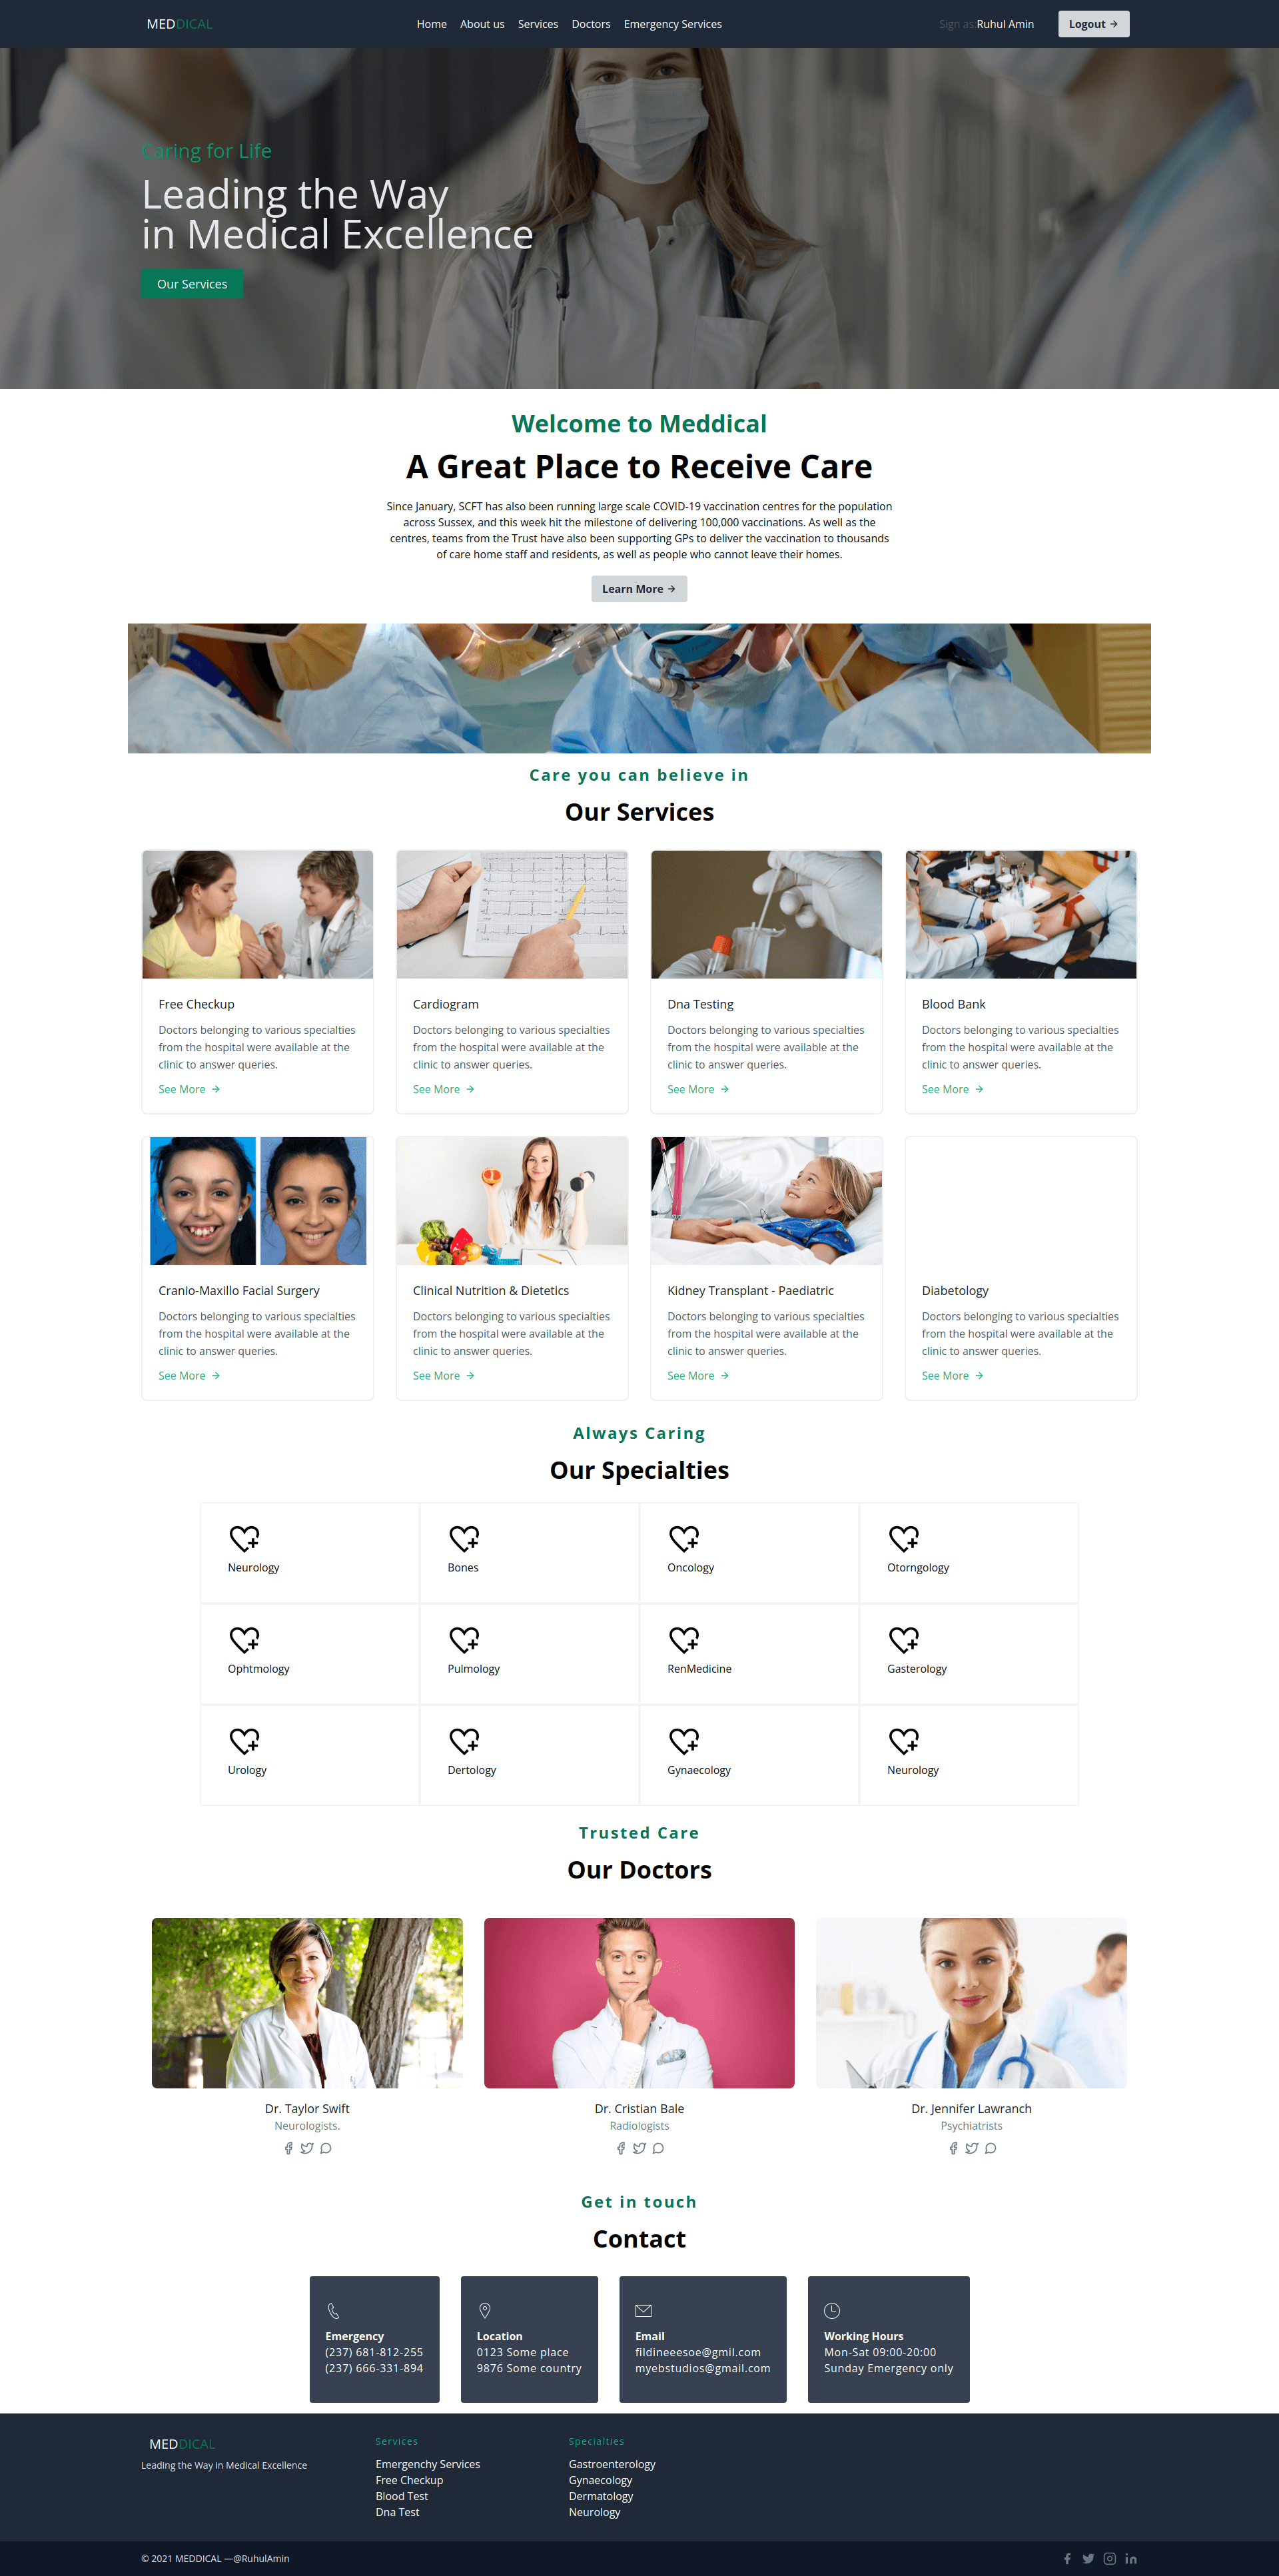 MEDDICAL
Home About us Services Doctors Emergency Services
Sign as: Ruhul Amin
Logout →
Caring for Life
Leading the Way
in Medical Excellence
Our Services
Welcome to Meddical
A Great Place to Receive Care
Since January, SCFT has also been running large scale COVID-19 vaccination centres for the population
across Sussex, and this week hit the milestone of delivering 100,000 vaccinations. As well as the
centres, teams from the Trust have also been supporting GPs to deliver the vaccination to thousands
of care home staff and residents, as well as people who cannot leave their homes.
Learn More →
Care you can believe in
Our Services
Free Checkup
Doctors belonging to various specialties
from the hospital were available at the
clinic to answer queries.
See More →
Cardiogram
Doctors belonging to various specialties
from the hospital were available at the
clinic to answer queries.
See More →
Dna Testing
Doctors belonging to various specialties
from the hospital were available at the
clinic to answer queries.
See More →
Blood Bank
Doctors belonging to various specialties
from the hospital were available at the
clinic to answer queries.
See More →
Cranio-Maxillo Facial Surgery
Doctors belonging to various specialties
from the hospital were available at the
clinic to answer queries.
See More →
Clinical Nutrition & Dietetics
Doctors belonging to various specialties
from the hospital were available at the
clinic to answer queries.
See More →
Kidney Transplant - Paediatric
Doctors belonging to various specialties
from the hospital were available at the
clinic to answer queries.
See More →
Diabetology
Doctors belonging to various specialties
from the hospital were available at the
clinic to answer queries.
See More →
Always Caring
Our Specialties
Neurology
Bones
Oncology
Otorngology
Ophtmology
Pulmology
RenMedicine
Gasterology
Urology
Dertology
Gynaecology
Neurology
Trusted Care
Our Doctors
Dr. Taylor Swift
Neurologists.
Dr. Cristian Bale
Radiologists
Dr. Jennifer Lawranch
Psychiatrists
Get in touch
Contact
Emergency
(237) 681-812-255
(237) 666-331-894
Location
0123 Some place
9876 Some country
Email
fildineeesoe@gmil.com
myebstudios@gmail.com
Working Hours
Mon-Sat 09:00-20:00
Sunday Emergency only
MEDDICAL
Leading the Way In Medical Excellence
Services
Emergenchy Services
Free Checkup
Blood Test
Dna Test
Specialties
Gastroenterology
Gynaecology
Dermatology
Neurology
© 2021 MEDDICAL —@RuhulAmin